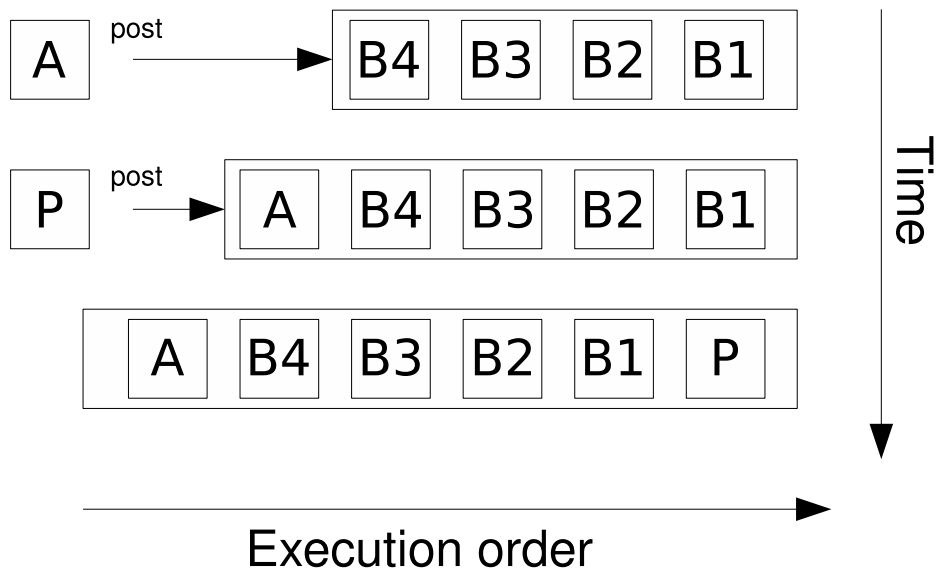 A post B4 B3 B2 B1
P post A B4 B3 B2 B1
A B4 B3 B2 B1 P
Time
Execution order